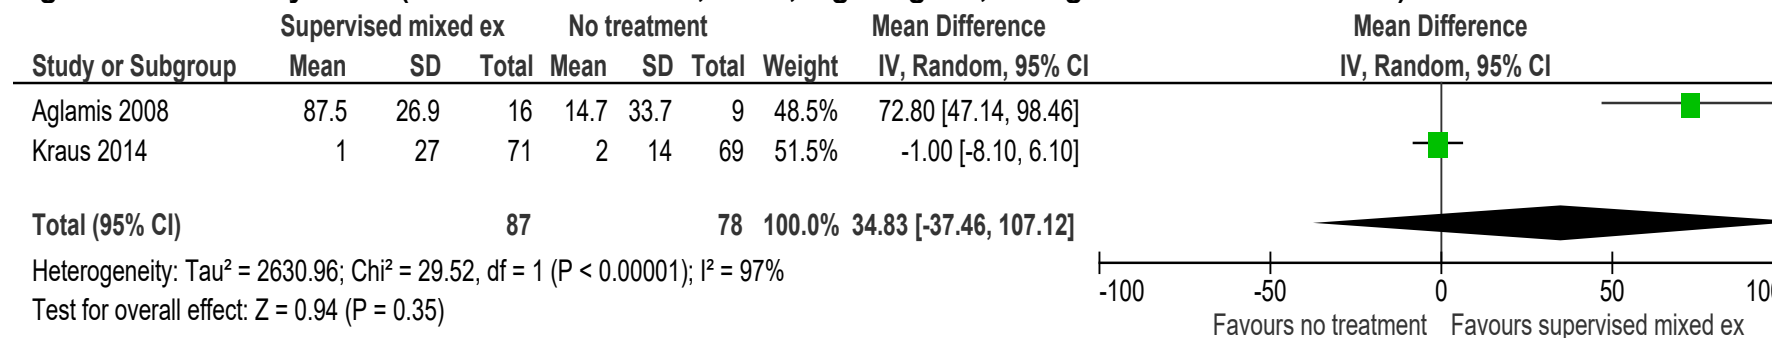 Supervised mixed ex No treatment Mean Difference Mean Difference
Study or Subgroup Mean SD Total Mean SD Total Weight IV, Random, 95% CI IV, Random, 95% CI
Aglamis 2008 87.5 26.9 16 14.7 33.7 9 48.5% 72.80 [47.14, 98.46]
Kraus 2014 1 27 71 2 14 69 51.5% -1.00 [-8.10, 6.10]
Total (95% CI) 87 78 100.0% 34.83 [-37.46, 107.12]
Heterogeneity: Tau² = 2630.96; Chi² = 29.52, df = 1 (P < 0.00001); I² = 97%
Test for overall effect: Z = 0.94 (P = 0.35)
-100 -50 0 50
Favours no treatment Favours supervised mixed ex